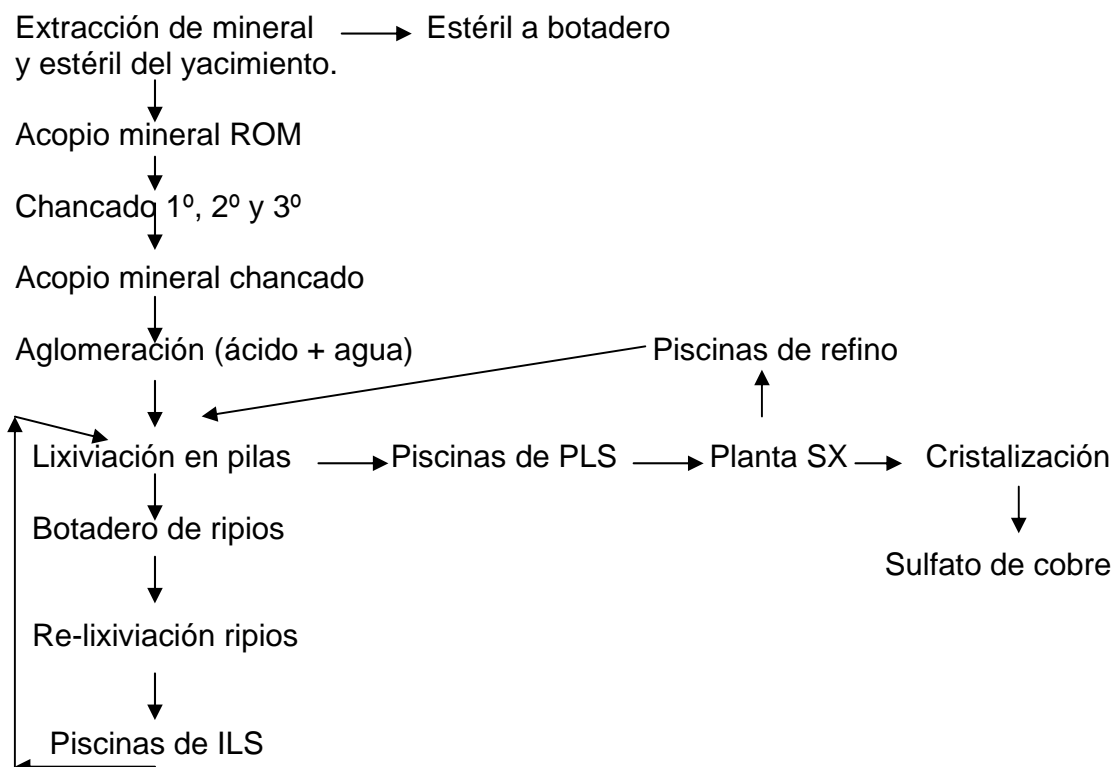 Extracción de mineral
y estéril del yacimiento.
Estéril a botadero
Acopio mineral ROM
Chancado 1º, 2º y 3º
Acopio mineral chancado
Aglomeración (ácido + agua)
Piscinas de refino
Lixiviación en pilas
Piscinas de PLS
Planta SX
Cristalización
Botadero de ripios
Sulfato de cobre
Re-lixiviación ripios
Piscinas de ILS